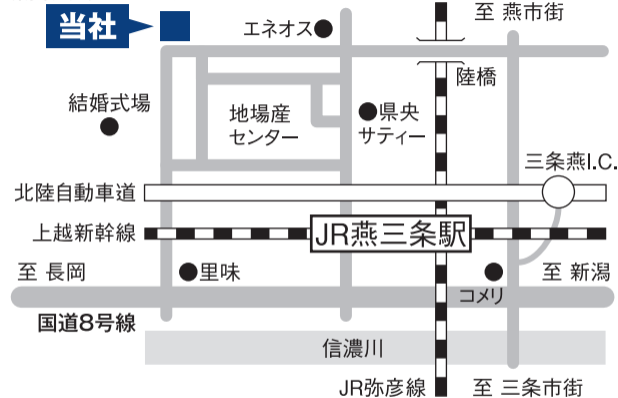 至 燕市街
当社
エネオス
陸橋
結婚式場
地場産
センター
県央
サティー
三条燕I.C.
北陸自動車道
上越新幹線
JR燕三条駅
至 長岡
里味
コメリ
至 新潟
国道8号線
信濃川
JR弥彦線
至 三条市街